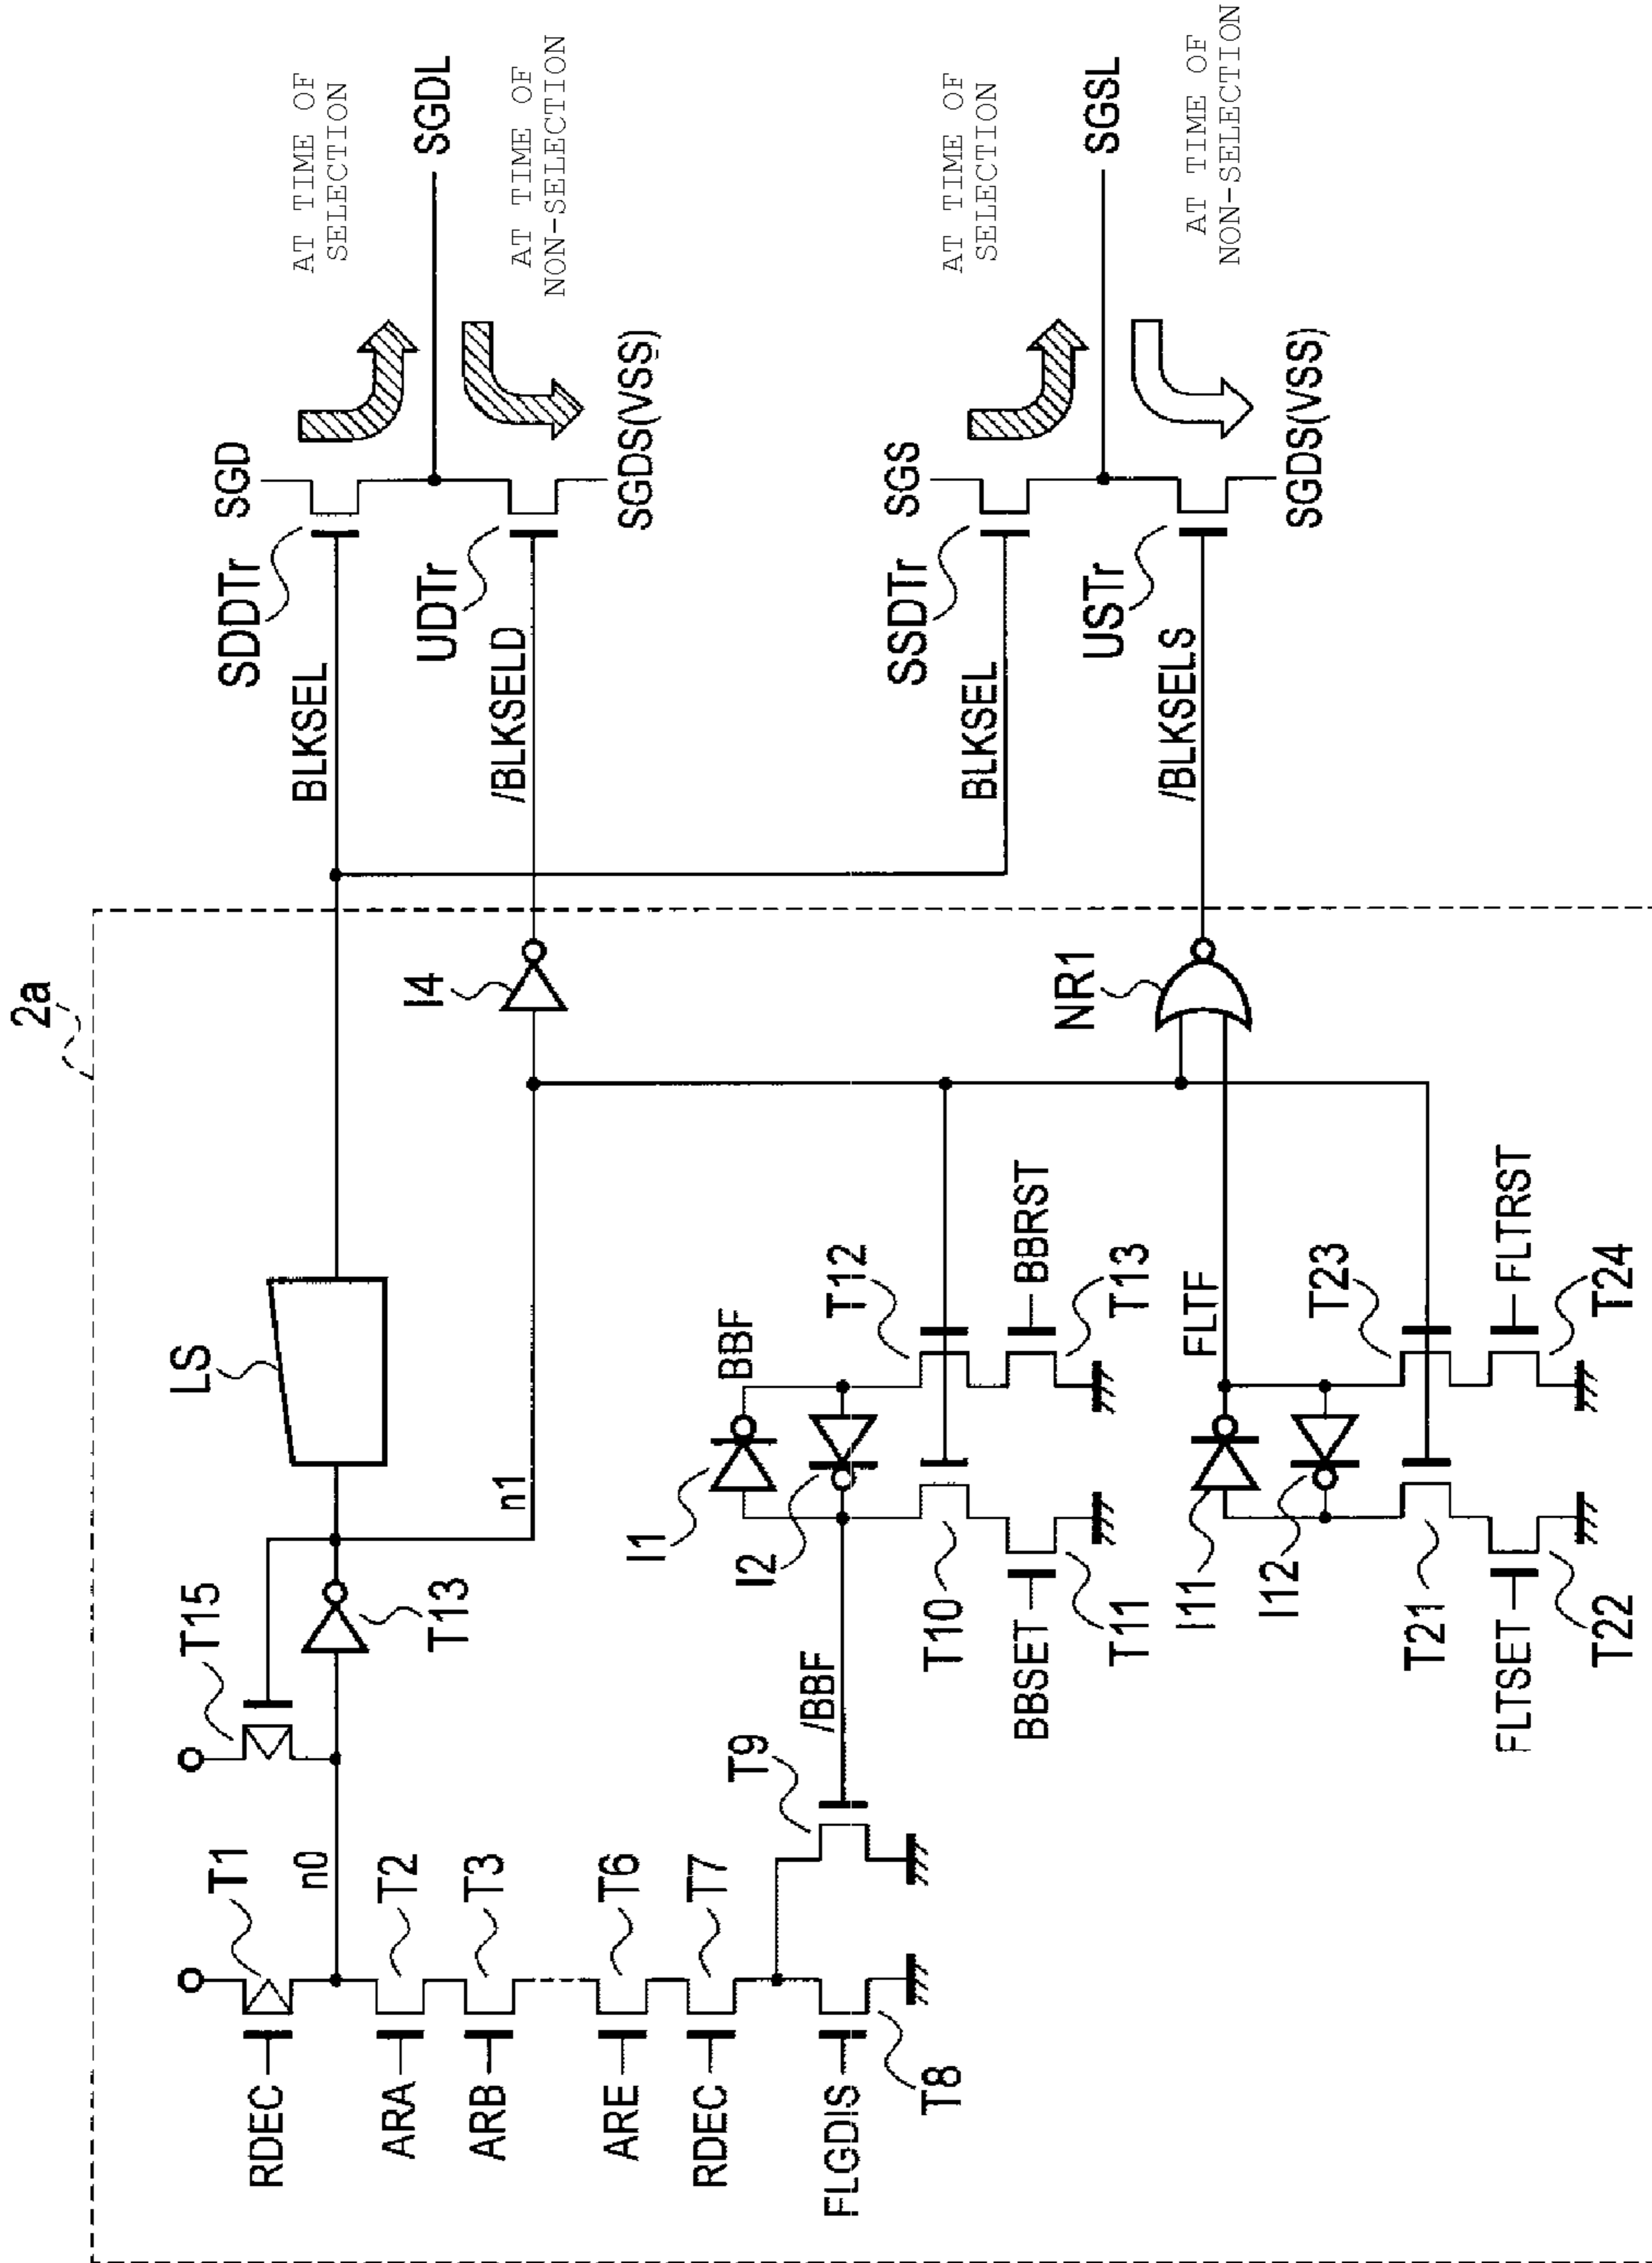 2a
RDEC
T1
n0
T15
T13
LS
n1
ARA
T2
ARB
T3
ARE
T6
RDEC
T7
FLGDIS
T8
T9
/BBF
I1
I2
BBF
T10
T12
BBSET
T11
BBRST
T13
I11
I12
FLTF
T21
T23
FLTSET
T22
FLTRST
T24
I4
NR1
BLKSEL
SDDTr
SGD
AT TIME OF
SELECTION
SGDL
/BLKSELD
UDTr
SGDS(VSS)
AT TIME OF
NON-SELECTION
BLKSEL
SSDTr
SGS
AT TIME OF
SELECTION
SGSL
/BLKSELS
USTr
SGDS(VSS)
AT TIME OF
NON-SELECTION